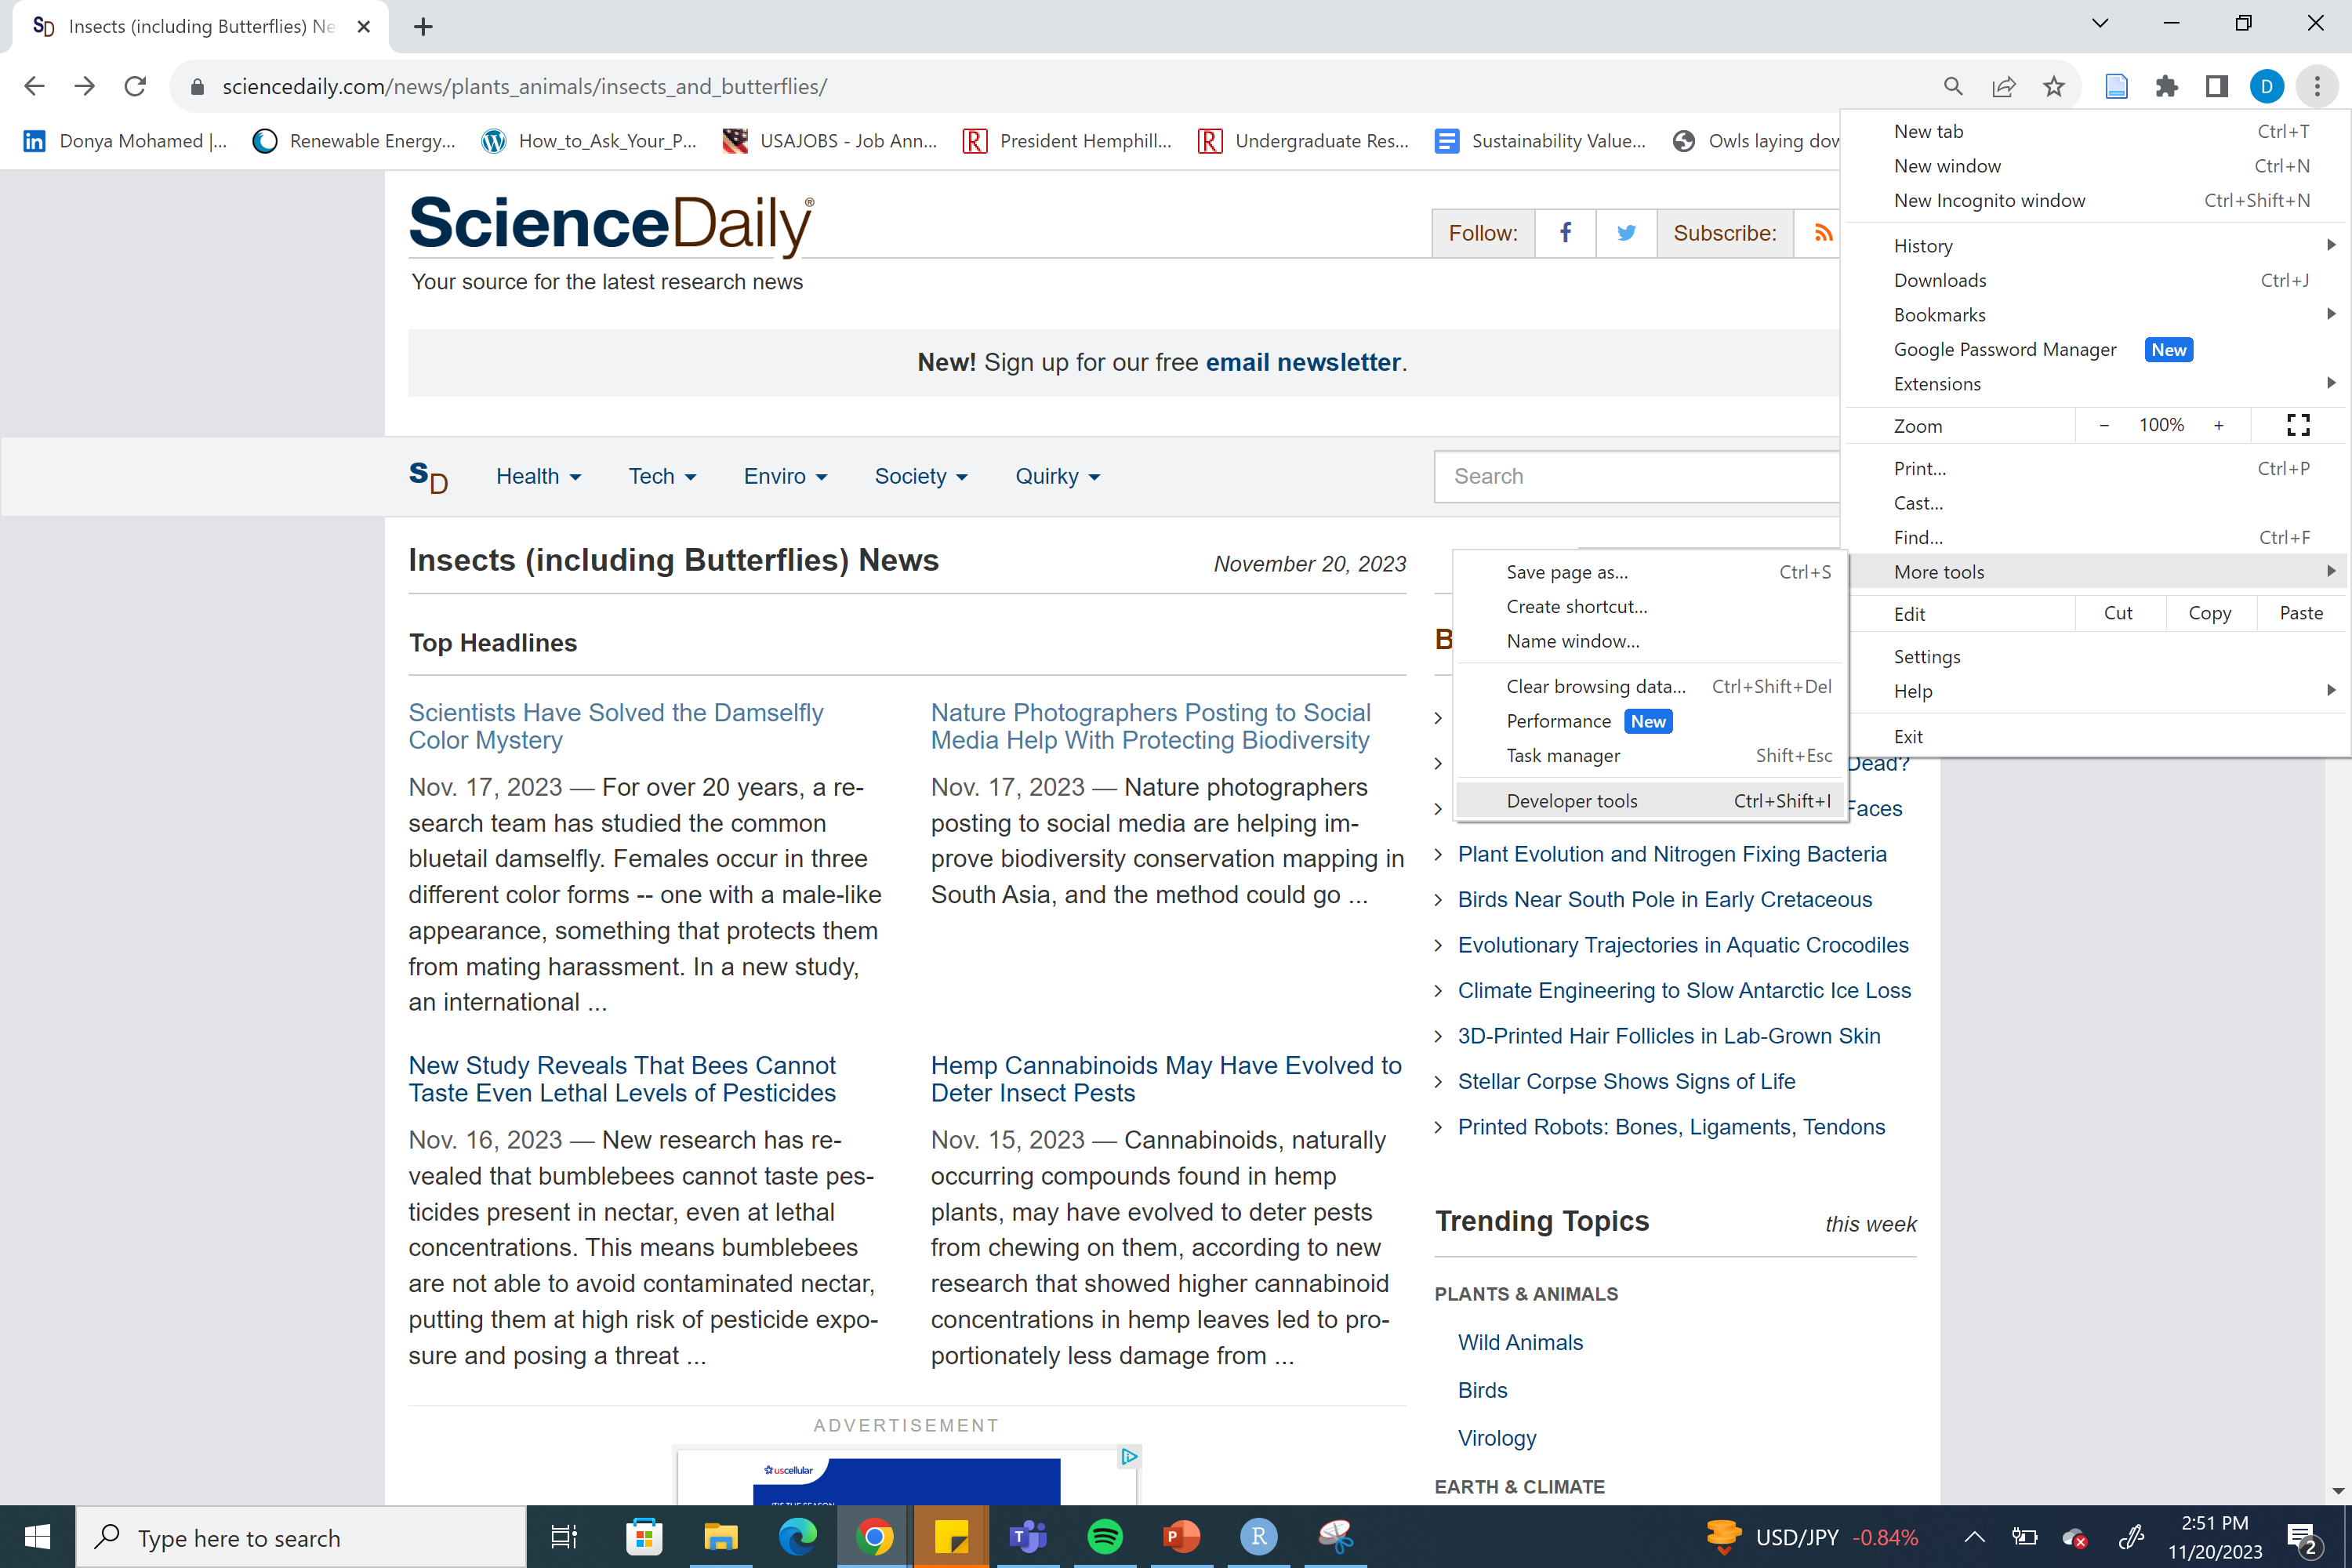 Insects (including Butterflies) Ne
sciencedaily.com/news/plants_animals/insects_and_butterflies/
D
Donya Mohamed |...
Renewable Energy...
How_to_Ask_Your_P...
USAJOBS - Job Ann...
President Hemphill...
Undergraduate Res...
Sustainability Value...
Owls laying dow
New tab Ctrl+T
New window Ctrl+N
New Incognito window Ctrl+Shift+N
History
Downloads Ctrl+J
Bookmarks
Google Password Manager New
Extensions
Zoom - 100% +
Print... Ctrl+P
Cast...
Find... Ctrl+F
More tools
Edit Cut Copy Paste
Settings
Help
Exit
Save page as... Ctrl+S
Create shortcut...
Name window...
Clear browsing data... Ctrl+Shift+Del
Performance New
Task manager Shift+Esc
Developer tools Ctrl+Shift+I
ScienceDaily®
Your source for the latest research news
Follow: Subscribe:
New! Sign up for our free email newsletter.
SD Health Tech Enviro Society Quirky
Search
Insects (including Butterflies) News
November 20, 2023
Top Headlines
Scientists Have Solved the Damselfly
Color Mystery
Nov. 17, 2023 — For over 20 years, a re-
search team has studied the common
bluetail damselfly. Females occur in three
different color forms -- one with a male-like
appearance, something that protects them
from mating harassment. In a new study,
an international ...
Nature Photographers Posting to Social
Media Help With Protecting Biodiversity
Nov. 17, 2023 — Nature photographers
posting to social media are helping im-
prove biodiversity conservation mapping in
South Asia, and the method could go ...
New Study Reveals That Bees Cannot
Taste Even Lethal Levels of Pesticides
Nov. 16, 2023 — New research has re-
vealed that bumblebees cannot taste pes-
ticides present in nectar, even at lethal
concentrations. This means bumblebees
are not able to avoid contaminated nectar,
putting them at high risk of pesticide expo-
sure and posing a threat ...
Hemp Cannabinoids May Have Evolved to
Deter Insect Pests
Nov. 15, 2023 — Cannabinoids, naturally
occurring compounds found in hemp
plants, may have evolved to deter pests
from chewing on them, according to new
research that showed higher cannabinoid
concentrations in hemp leaves led to pro-
portionately less damage from ...
ADVERTISEMENT
uscellular
'TIS THE SEASON
B
Dead?
Faces
Plant Evolution and Nitrogen Fixing Bacteria
Birds Near South Pole in Early Cretaceous
Evolutionary Trajectories in Aquatic Crocodiles
Climate Engineering to Slow Antarctic Ice Loss
3D-Printed Hair Follicles in Lab-Grown Skin
Stellar Corpse Shows Signs of Life
Printed Robots: Bones, Ligaments, Tendons
Trending Topics
this week
PLANTS & ANIMALS
Wild Animals
Birds
Virology
EARTH & CLIMATE
Type here to search
USD/JPY -0.84%
2:51 PM
11/20/2023
2